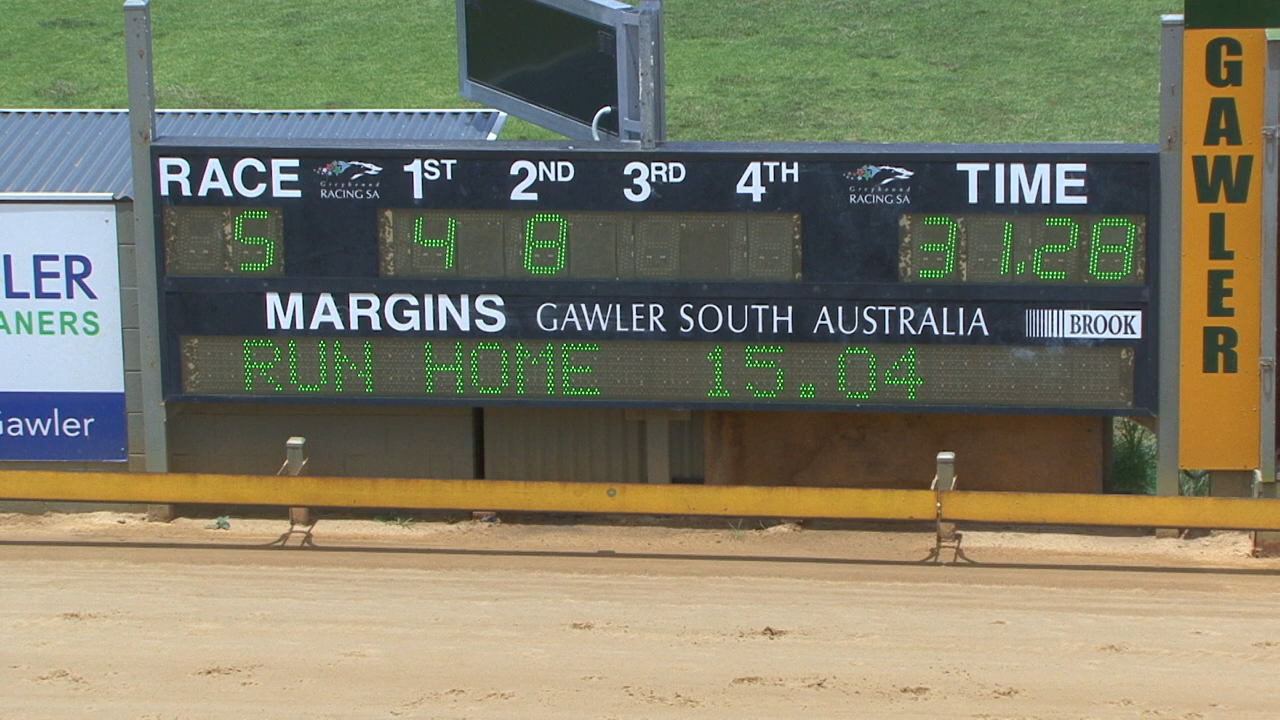 RACE Greyhound RACING SA 1ST 2ND 3RD 4TH Greyhound RACING SA TIME
5 4 8 31.28
MARGINS GAWLER SOUTH AUSTRALIA BROOK
RUN HOME 15.04
LER
ANERS
Gawler
GAWLER